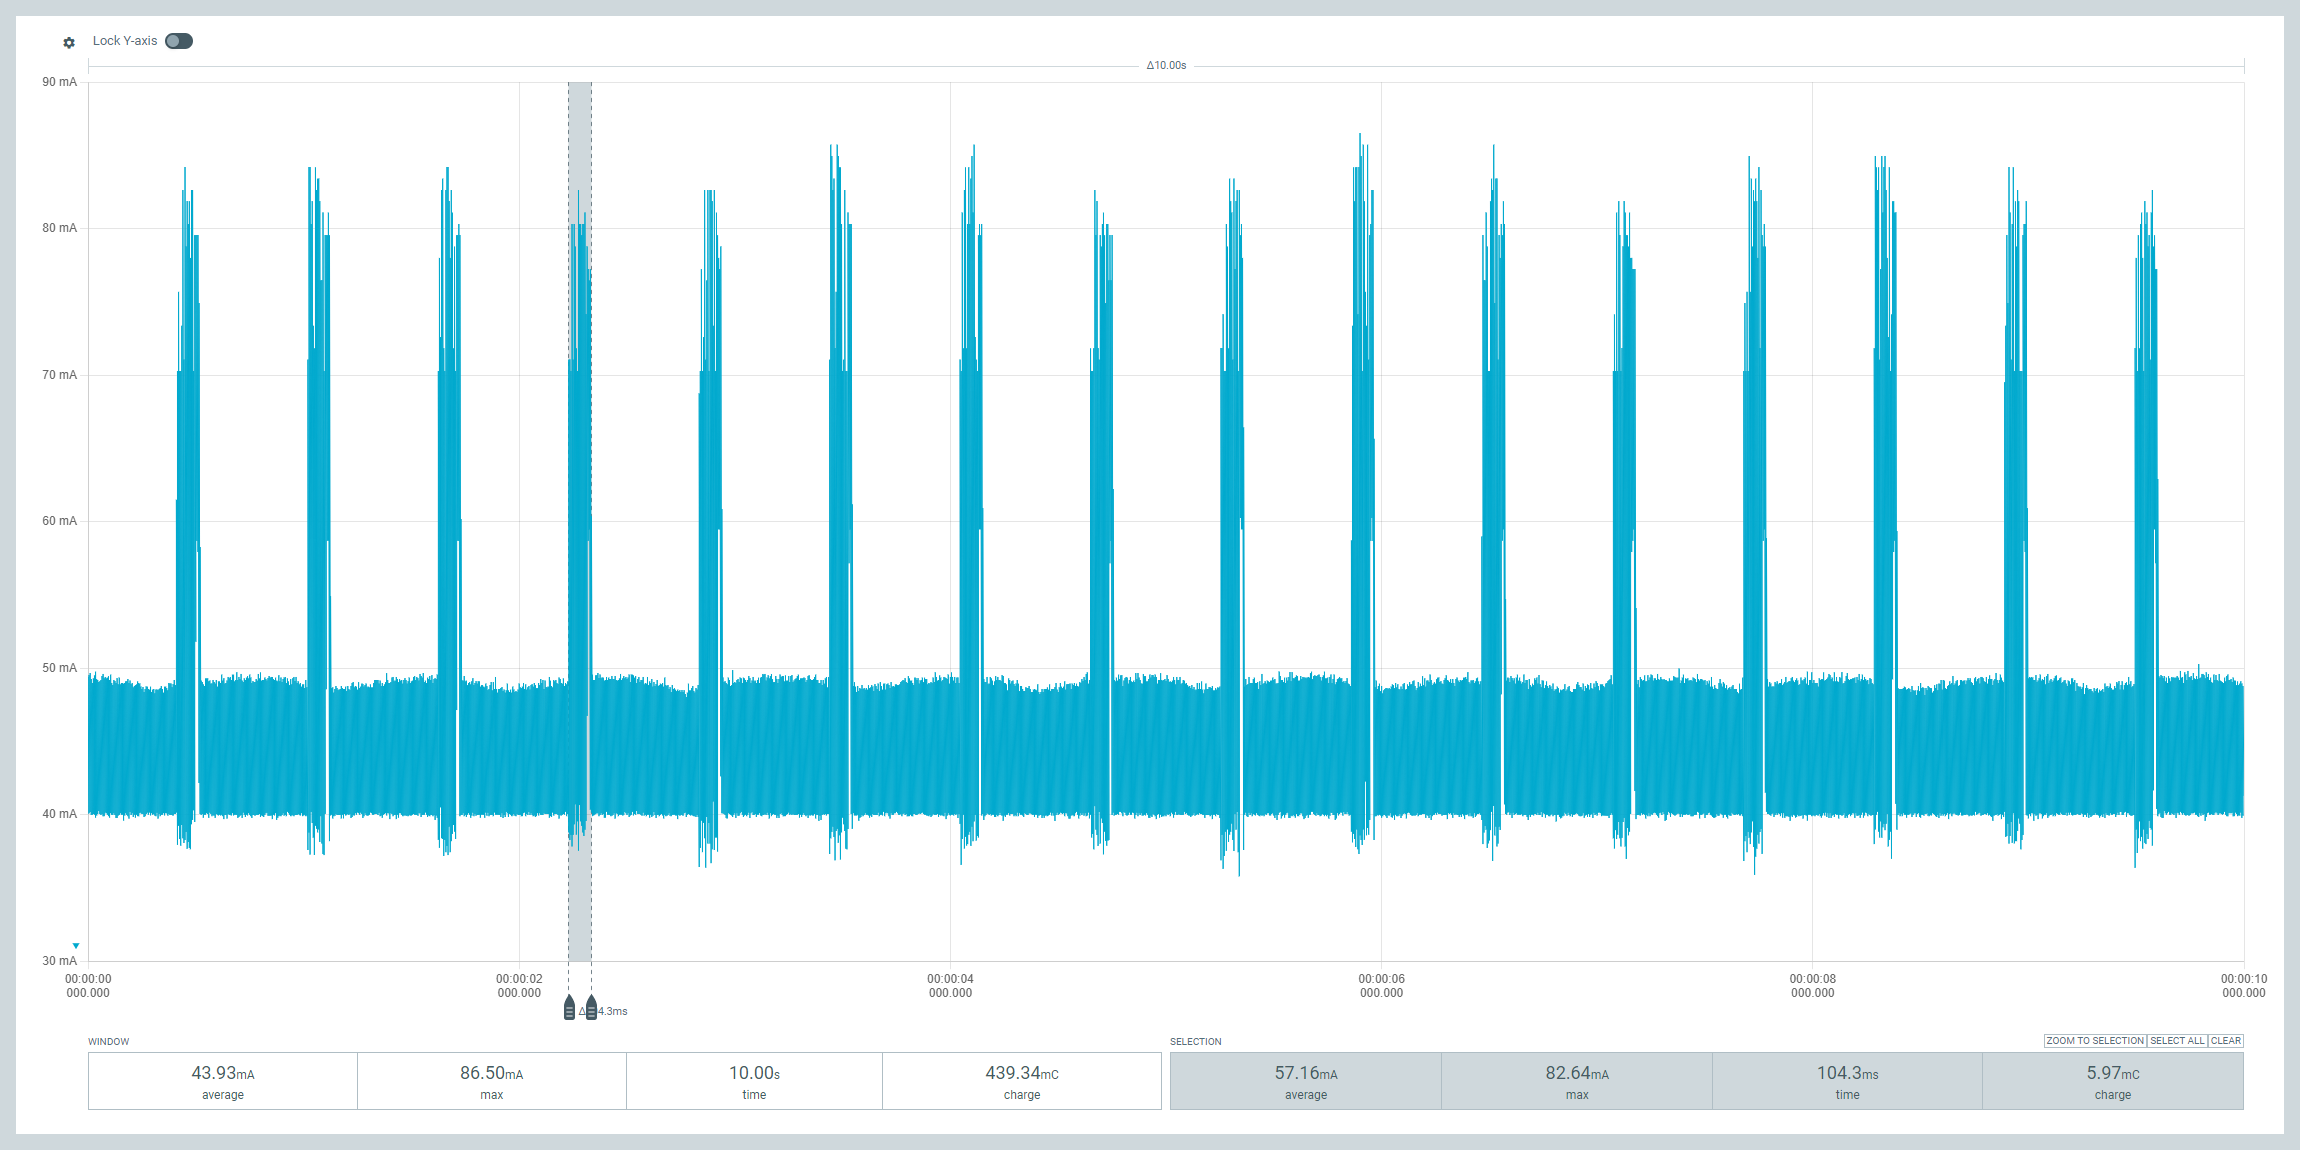 Lock Y-axis
Δ10.00s
90 mA
80 mA
70 mA
60 mA
50 mA
40 mA
30 mA
00:00:00 00:00:02 00:00:04 00:00:06 00:00:08 00:00:10
000.000 000.000 000.000 000.000 000.000 000.000
Δ 4.3ms
WINDOW
43.93mA 86.50mA 10.00s 439.34mC
average max time charge
SELECTION ZOOM TO SELECTION SELECT ALL CLEAR
57.16mA 82.64mA 104.3ms 5.97mC
average max time charge